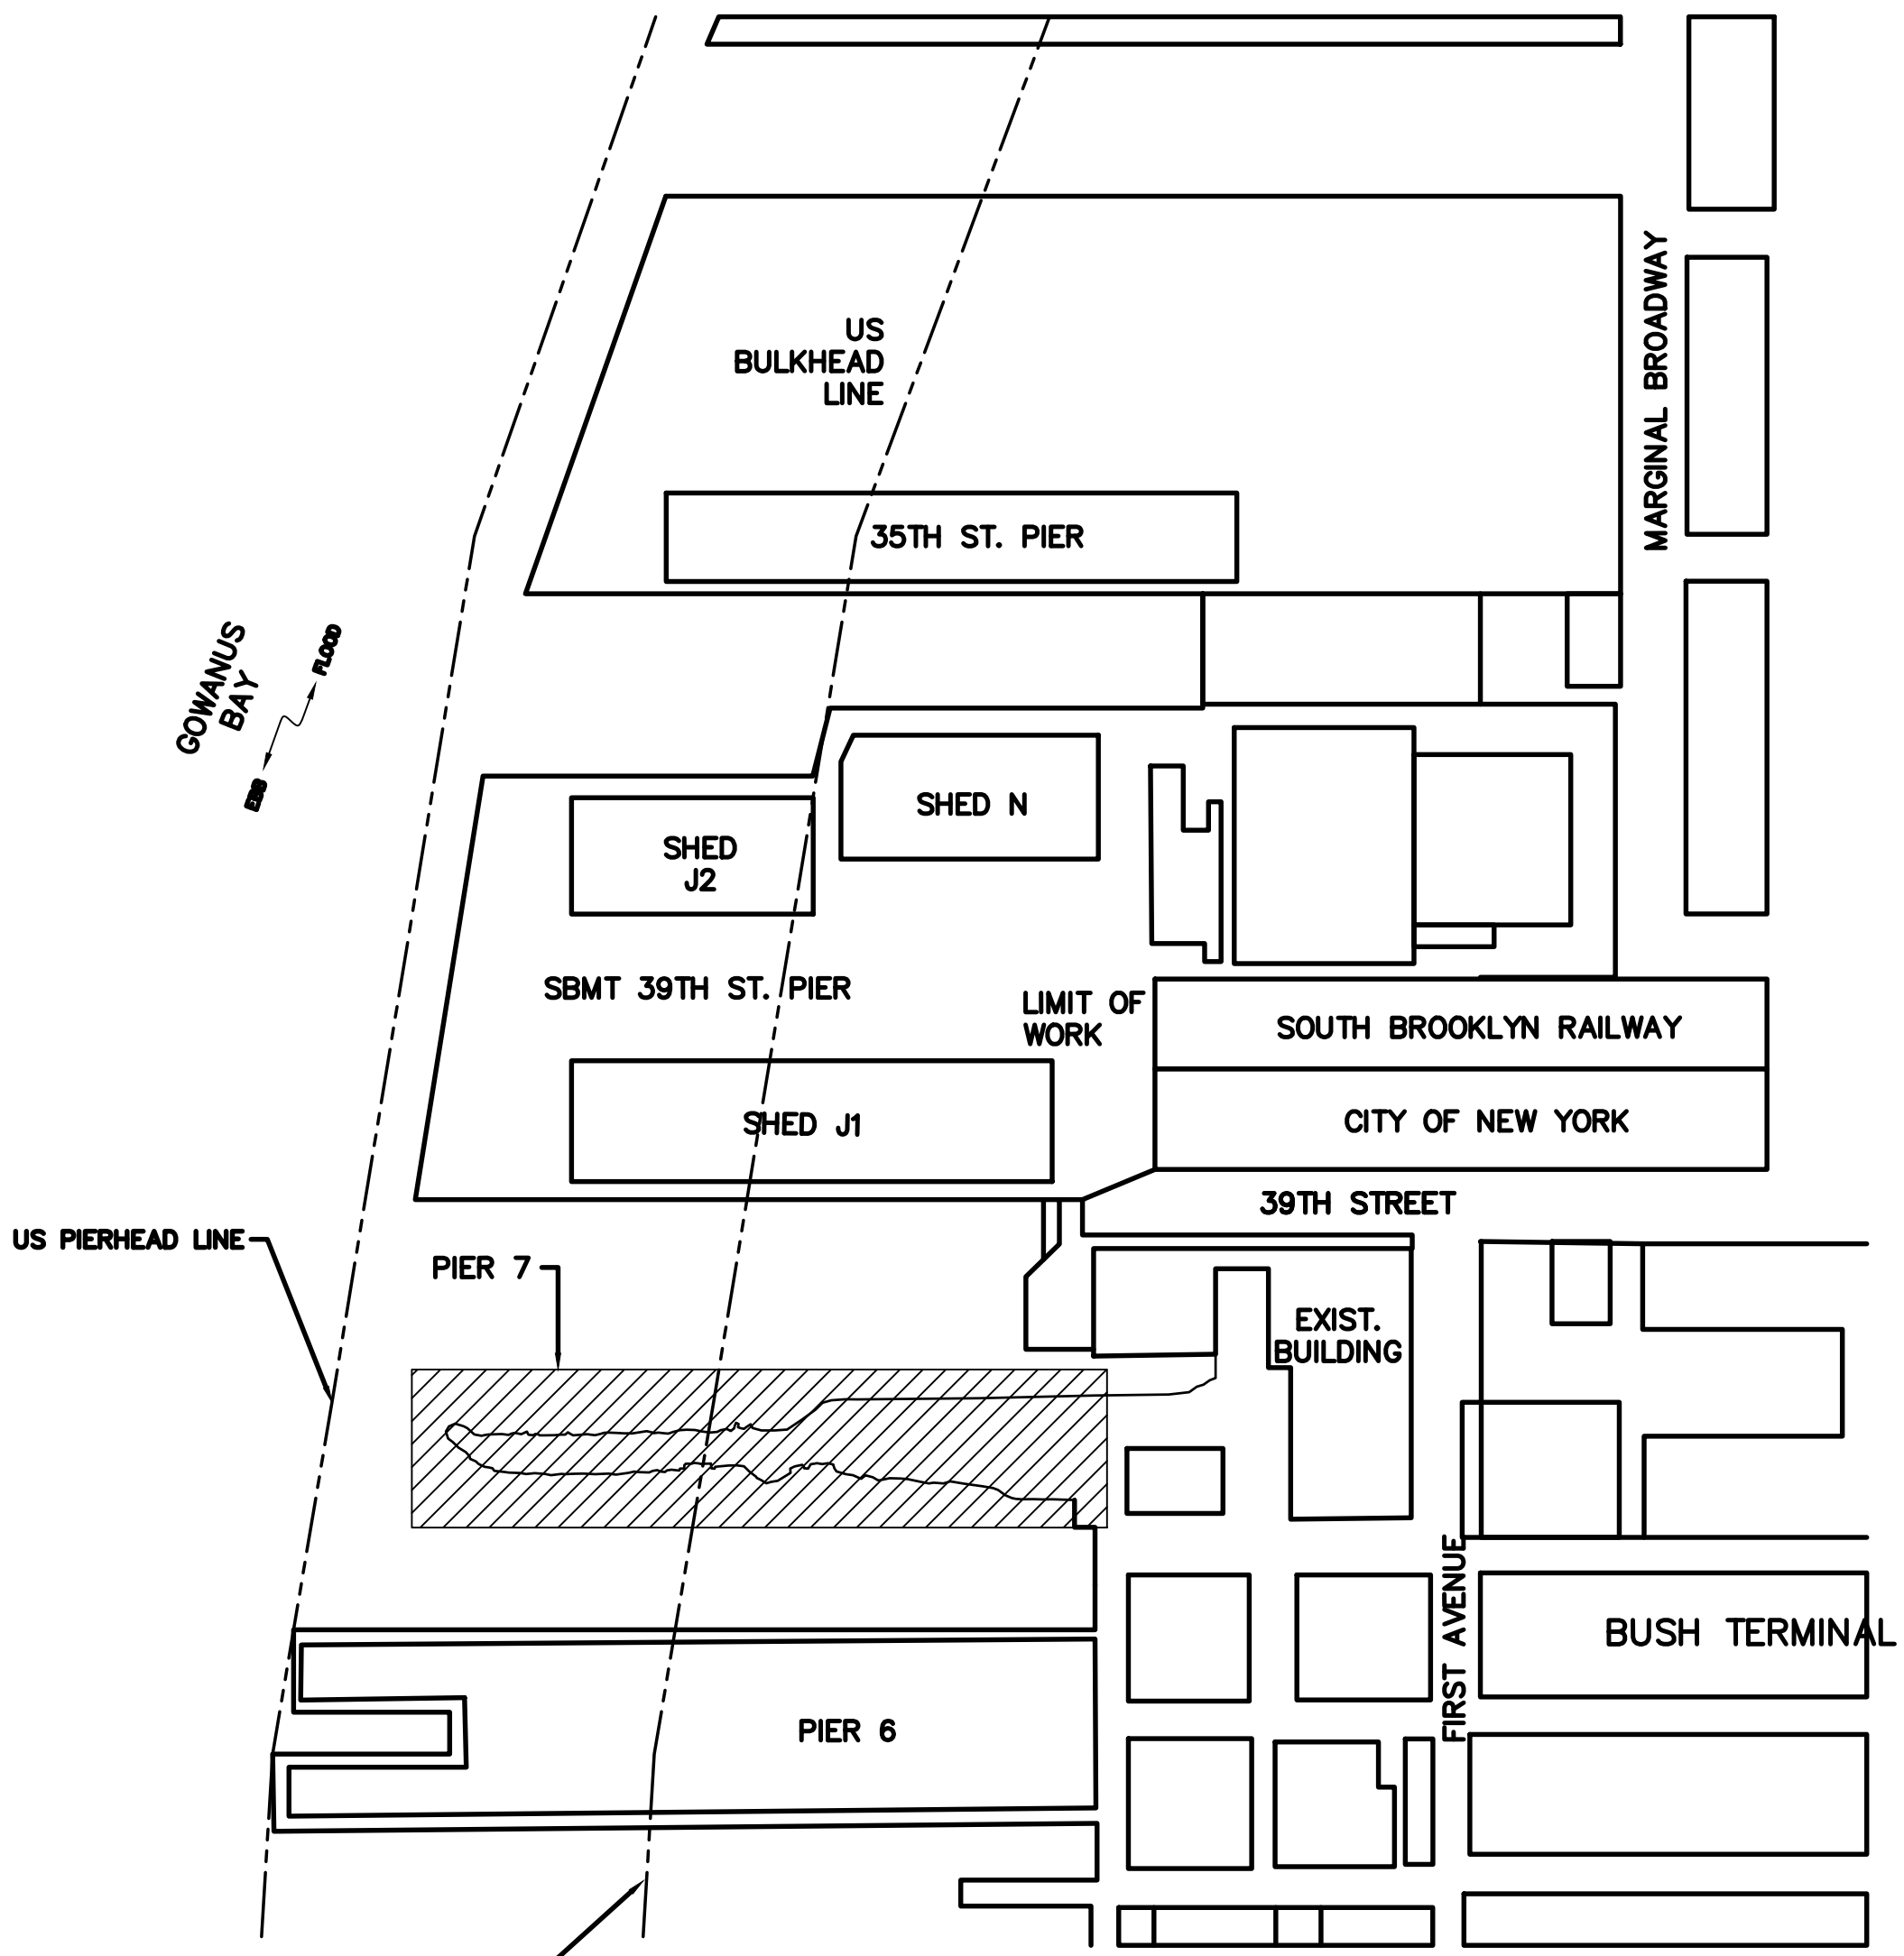 US
BULKHEAD
LINE
MARGINAL BROADWAY
35TH ST. PIER
GOWANUS
BAY
FLOOD
EBB
SHED N
SHED
J2
SBMT 39TH ST. PIER
LIMIT OF
WORK
SOUTH BROOKLYN RAILWAY
CITY OF NEW YORK
SHED J1
39TH STREET
US PIERHEAD LINE
PIER 7
EXIST.
BUILDING
FIRST AVENUE
BUSH TERMINAL
PIER 6